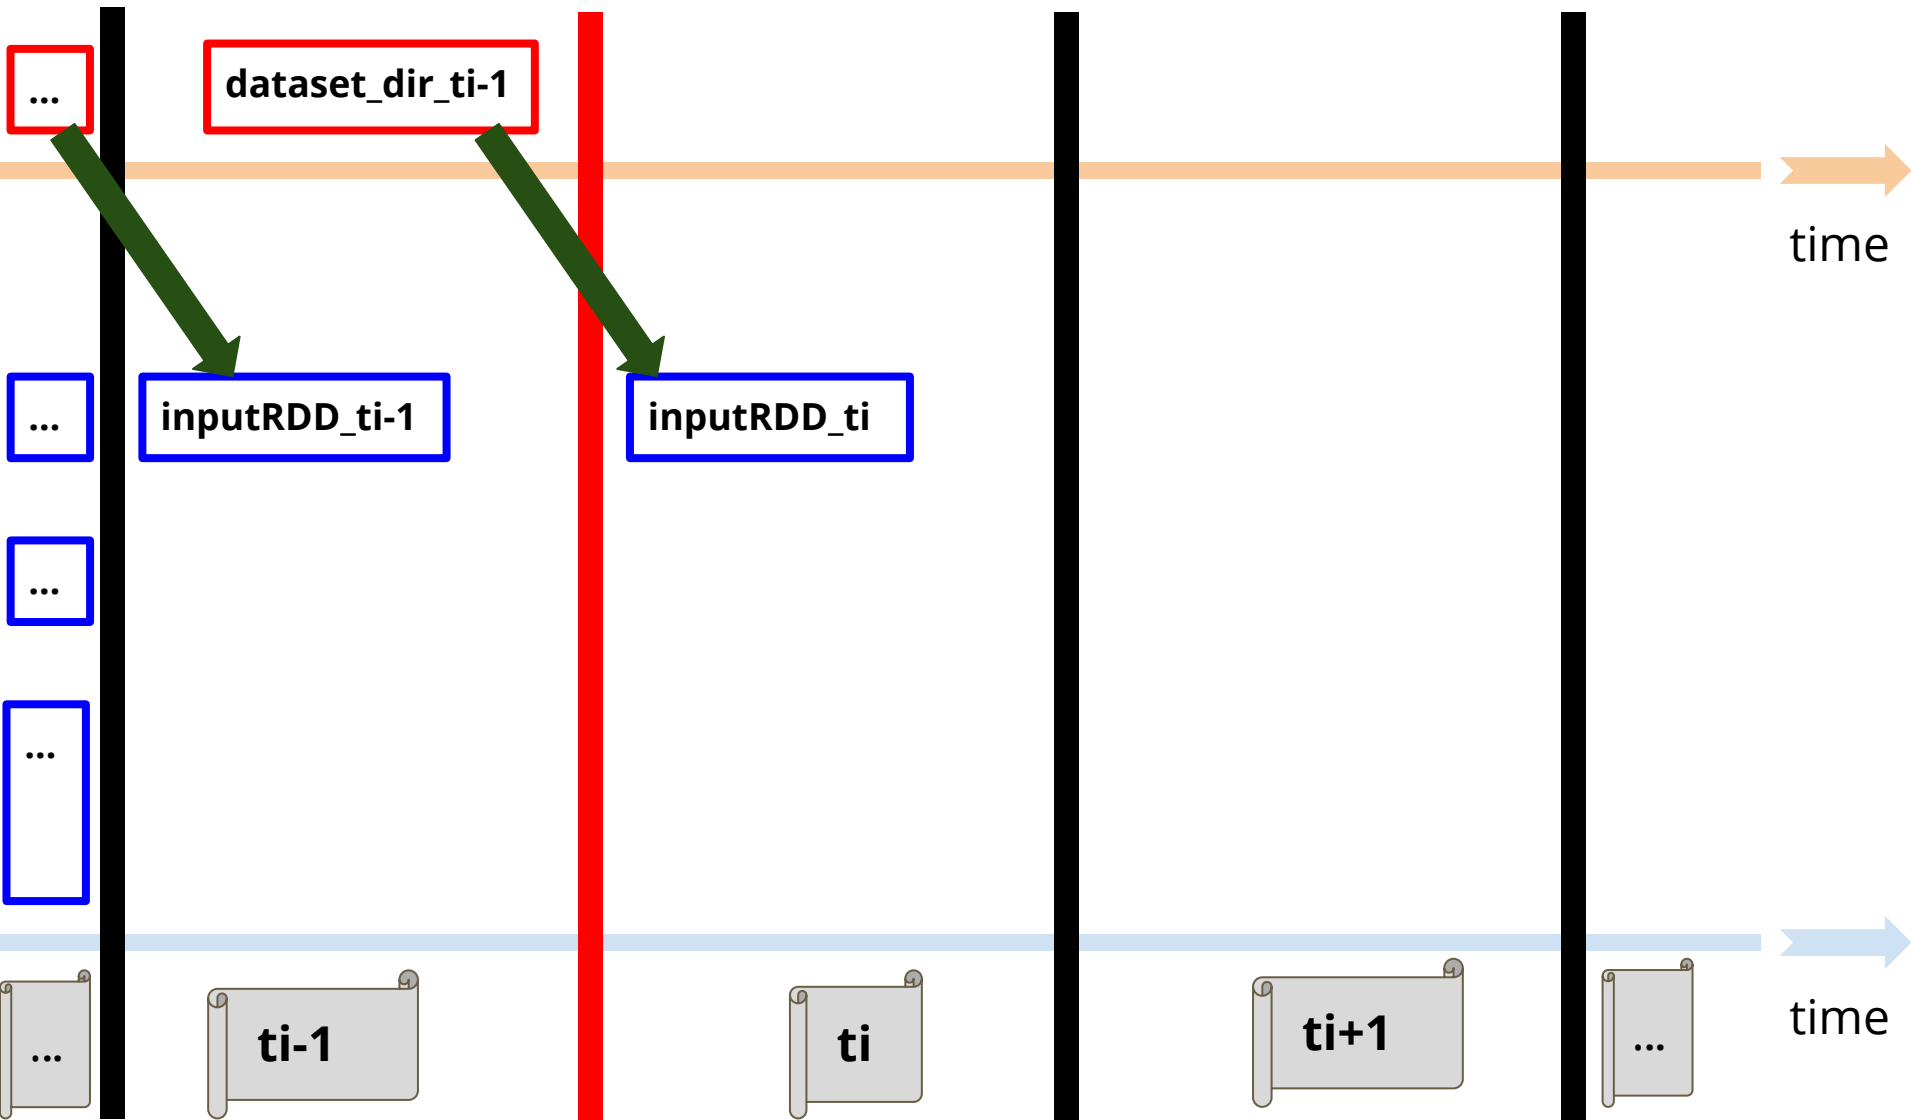 ...
dataset_dir_ti-1
time
...
inputRDD_ti-1
inputRDD_ti
...
...
...
ti-1
ti
ti+1
...
time